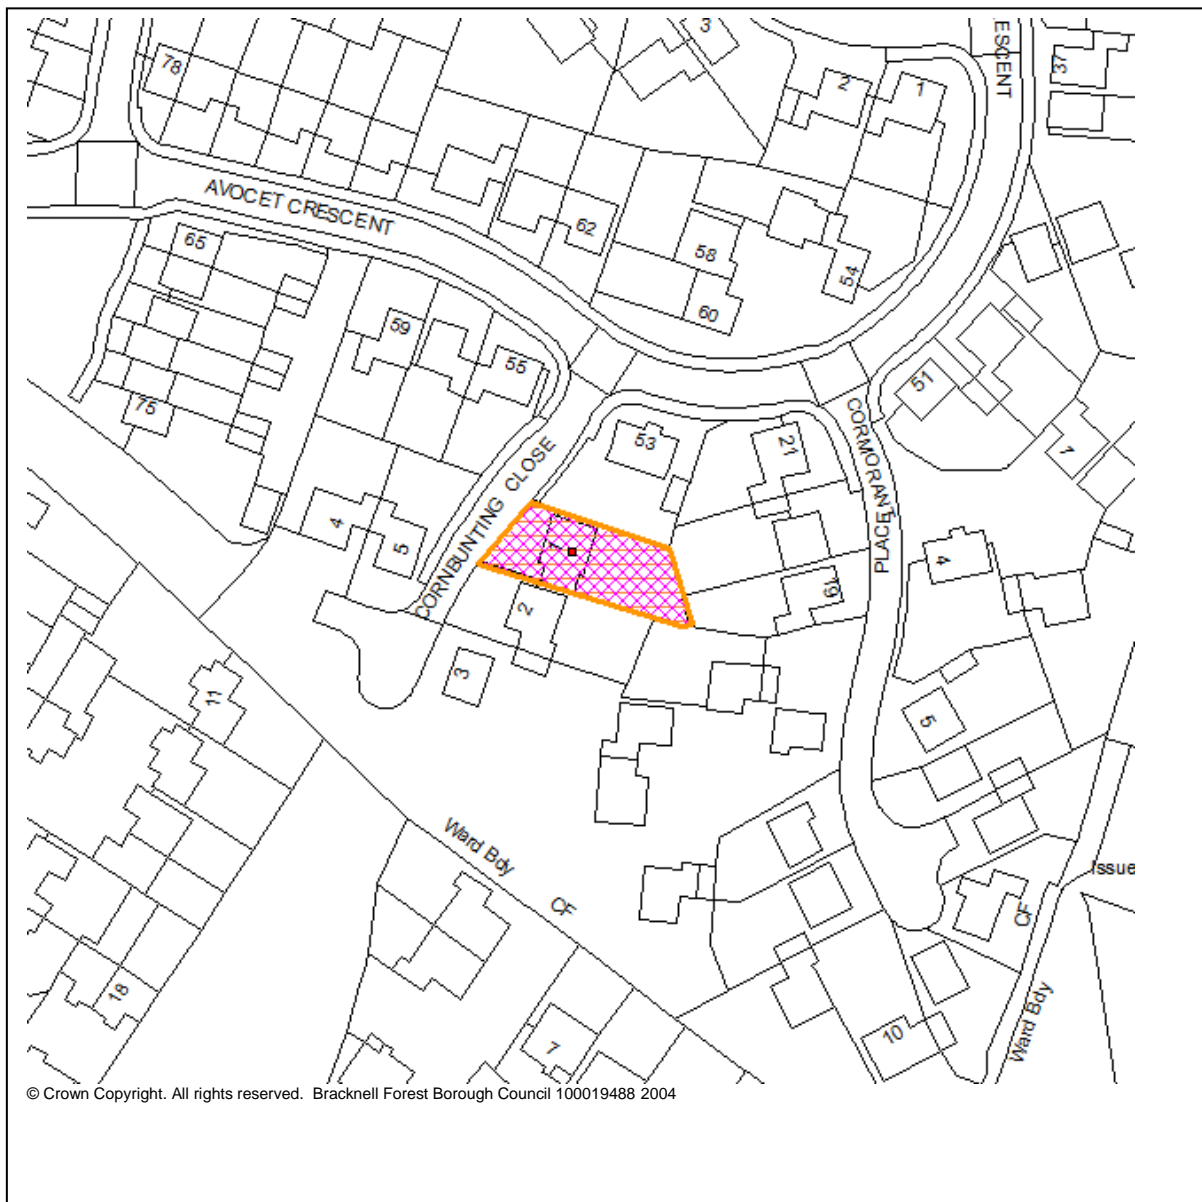 3
ESCENT
37
78
2
1
AVOCET CRESCENT
65
62
58
54
60
59
55
51
75
53
21
CORMORANT
PLACE
1
CORNBUNTING CLOSE
4
5
1
4
19
2
3
11
5
Ward Bdy
CF
Issue
CF
18
Ward Bdy
7
10
© Crown Copyright. All rights reserved. Bracknell Forest Borough Council 100019488 2004